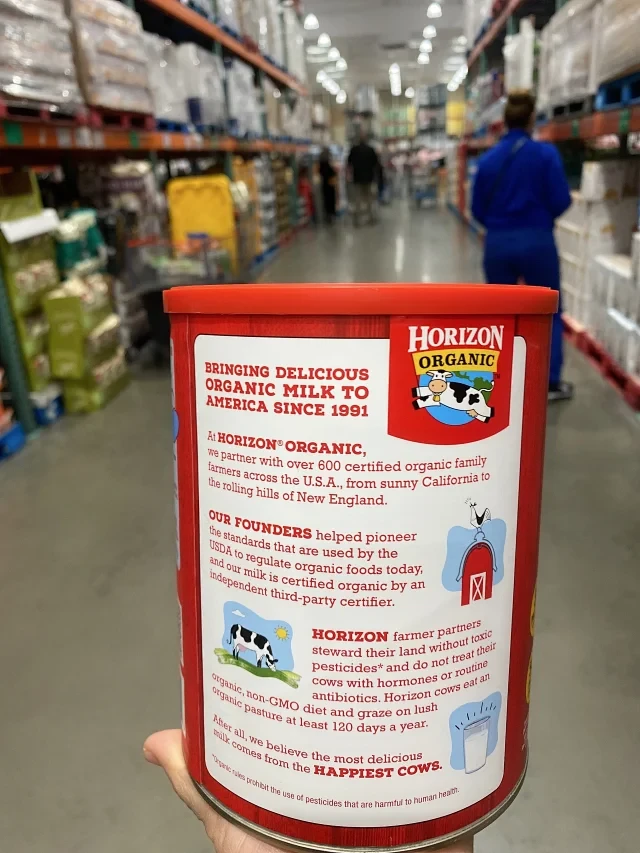 HORIZON
ORGANIC
BRINGING DELICIOUS
ORGANIC MILK TO
AMERICA SINCE 1991
At HORIZON® ORGANIC,
we partner with over 600 certified organic family
farmers across the U.S.A., from sunny California to
the rolling hills of New England.
OUR FOUNDERS helped pioneer
the standards that are used by the
USDA to regulate organic foods today,
and our milk is certified organic by an
independent third-party certifier.
HORIZON farmer partners
steward their land without toxic
pesticides* and do not treat their
cows with hormones or routine
antibiotics. Horizon cows eat an
organic, non-GMO diet and graze on lush
organic pasture at least 120 days a year.
After all, we believe the most delicious
milk comes from the HAPPIEST COWS.
*Organic rules prohibit the use of pesticides that are harmful to human health.